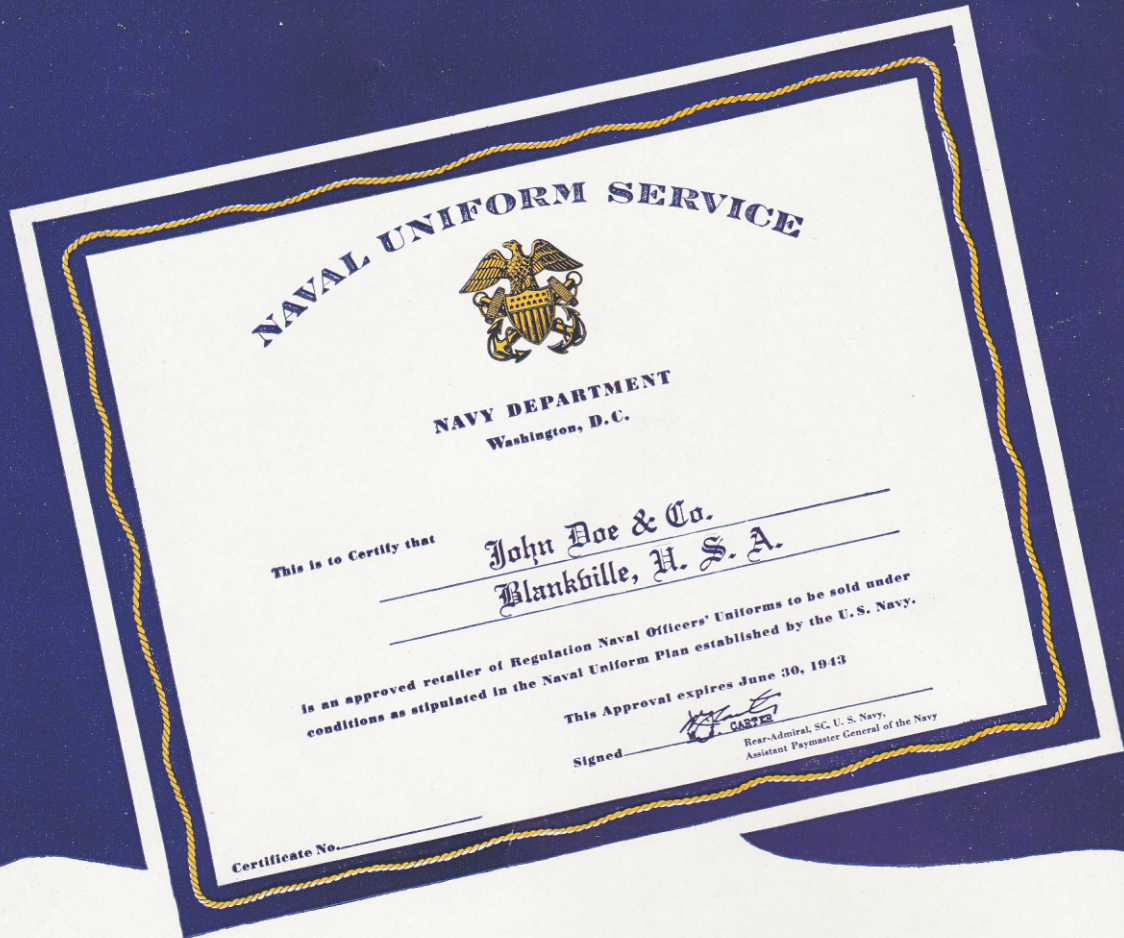 NAVAL UNIFORM SERVICE
NAVY DEPARTMENT
Washington, D.C.
This is to Certify that
John Doe & Co.
Blankville, U. S. A.
is an approved retailer of Regulation Naval Officers' Uniforms to be sold under
conditions as stipulated in the Naval Uniform Plan established by the U. S. Navy.
This Approval expires June 30, 1943
Signed W. J. CARTER
Rear-Admiral, SC, U. S. Navy,
Assistant Paymaster General of the Navy
Certificate No.